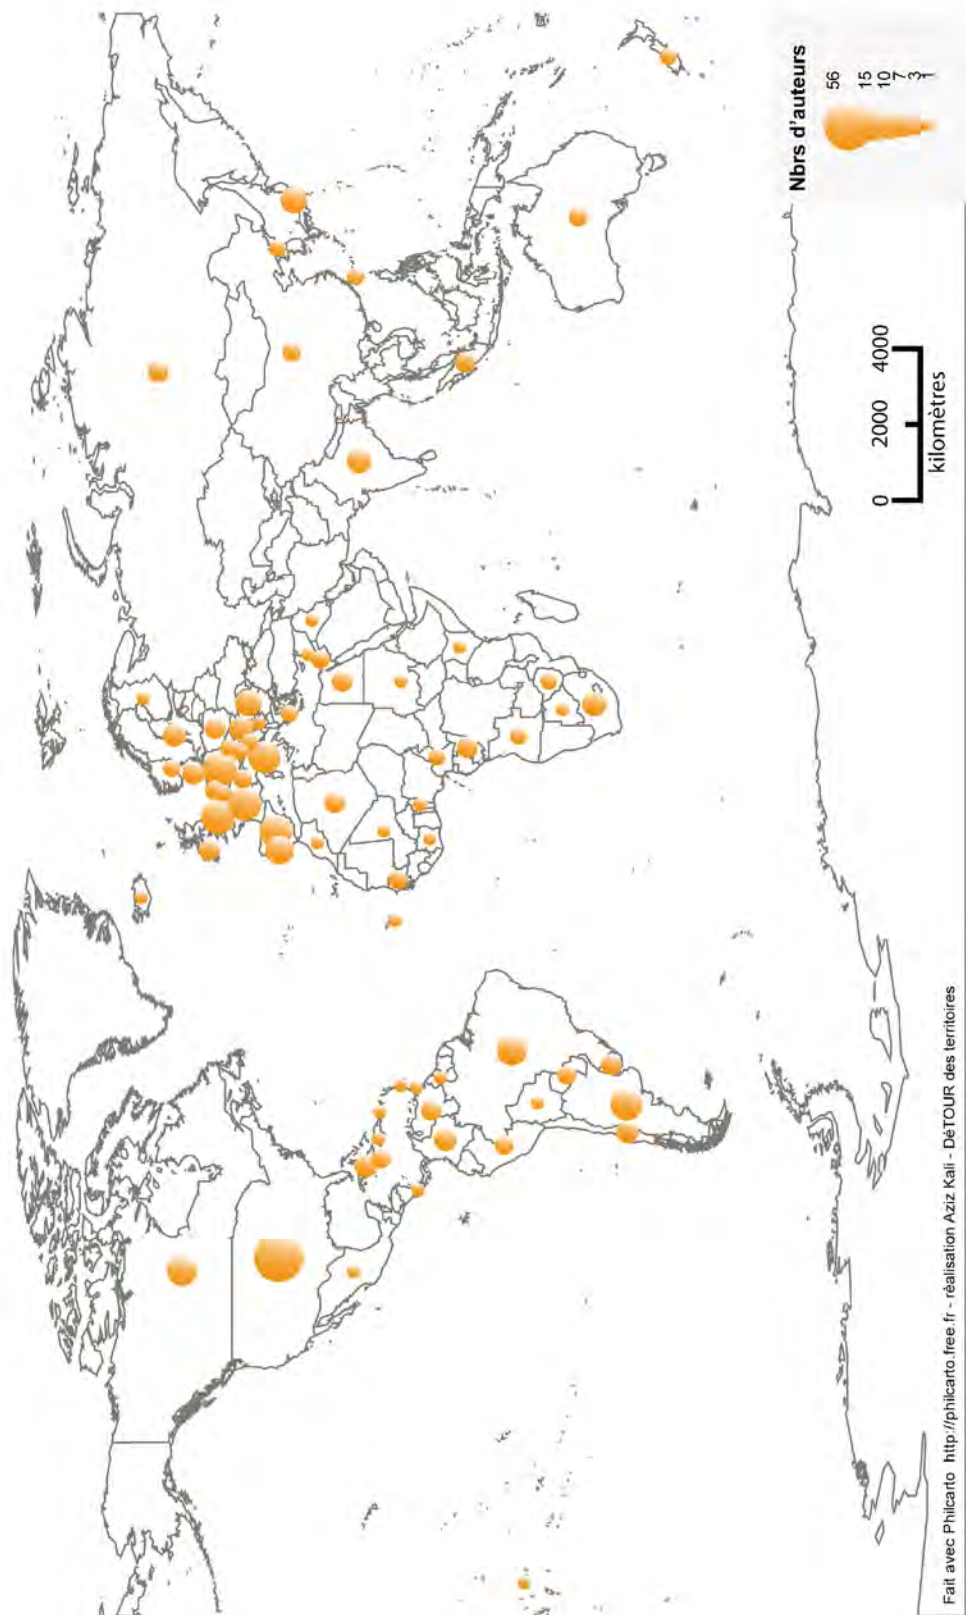 Nbrs d'auteurs
56
15
10
7
3
1
0 2000 4000
kilomètres
Fait avec Philcarto http://philcarto.free.fr - réalisation Aziz Kali - DéTOUR des territoires